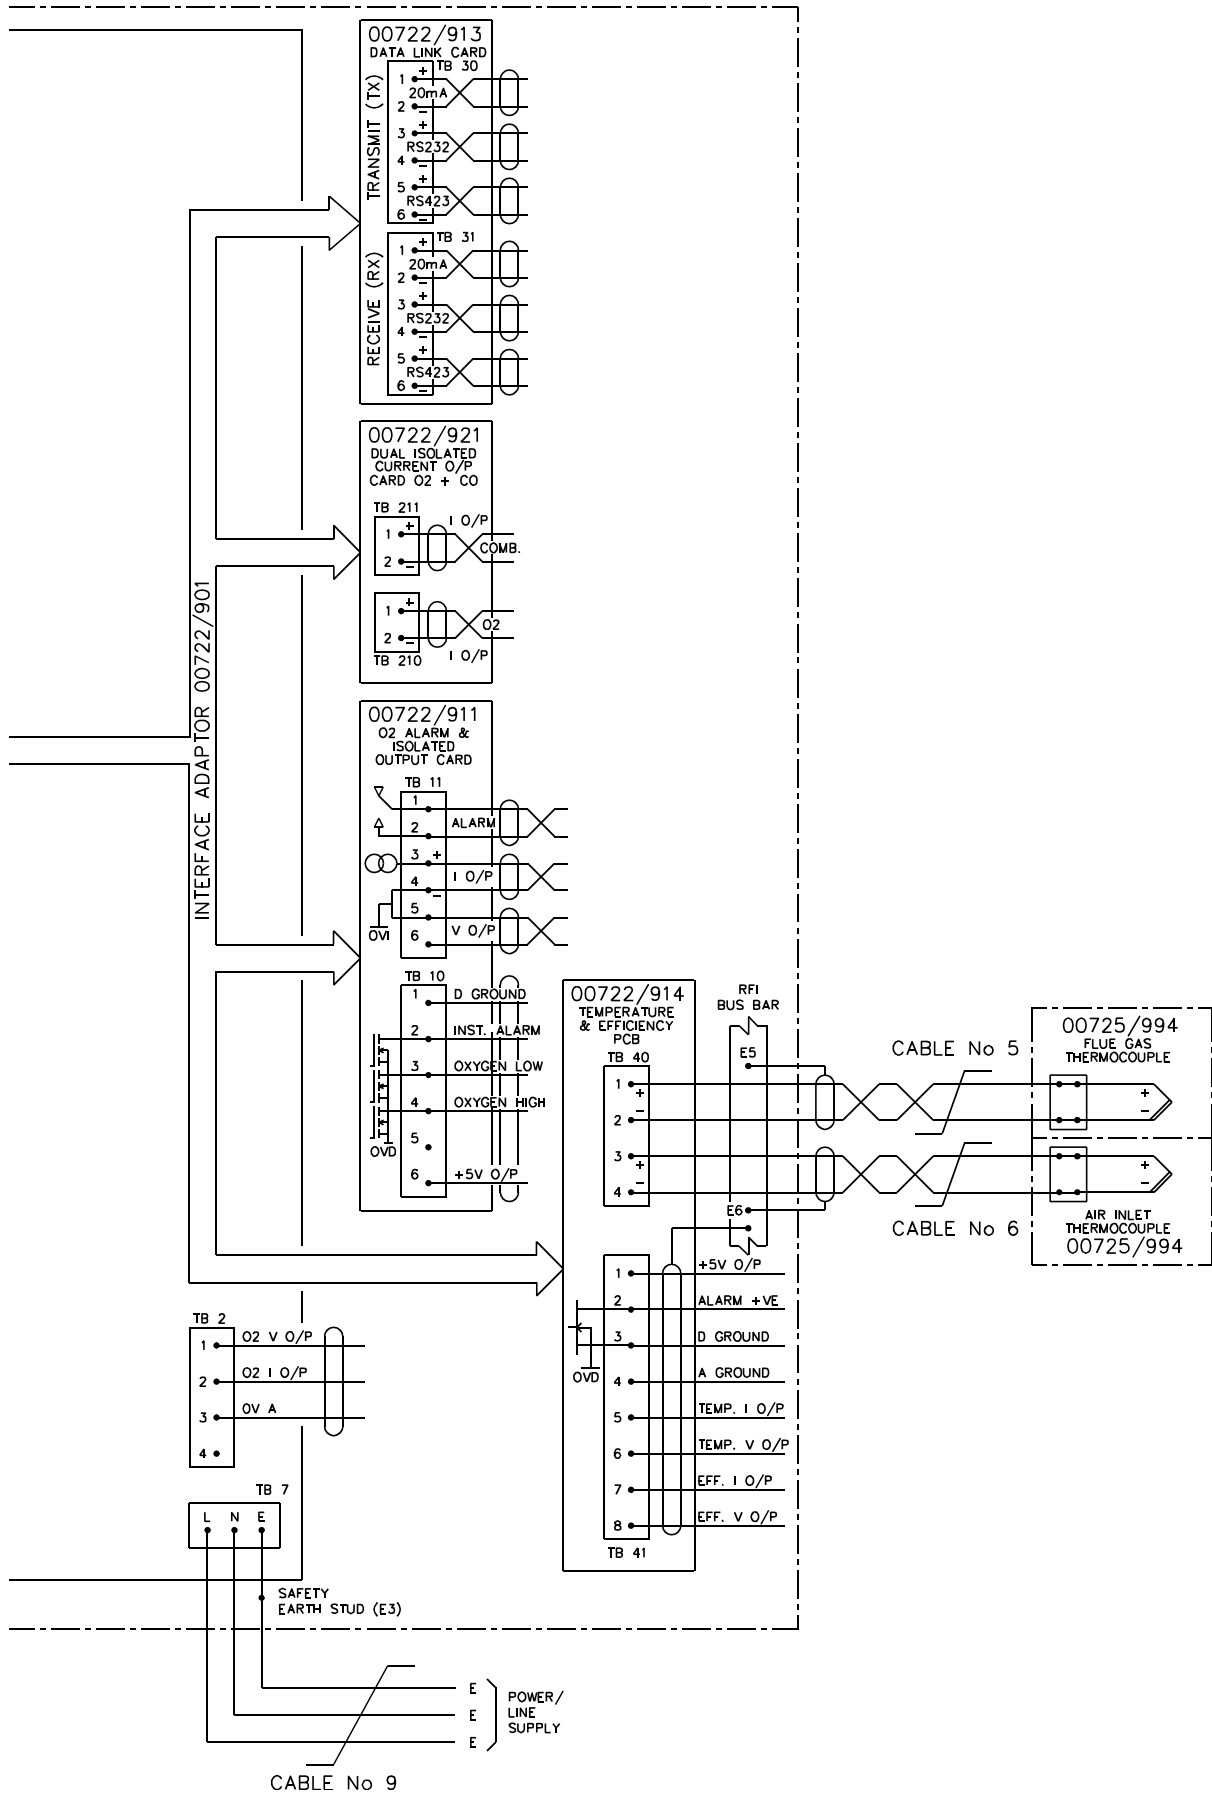 00722/913
DATA LINK CARD
TB 30
TRANSMIT (TX)
1 +
20mA
2 -
3 +
RS232
4 -
5 +
RS423
6 -
TB 31
RECEIVE (RX)
1 +
20mA
2 -
3 +
RS232
4 -
5 +
RS423
6 -
00722/921
DUAL ISOLATED
CURRENT O/P
CARD O2 + CO
TB 211
I O/P
1 +
COMB.
2 -
1 +
O2
2 -
TB 210
I O/P
INTERFACE ADAPTOR 00722/901
00722/911
O2 ALARM &
ISOLATED
OUTPUT CARD
TB 11
1
2 ALARM
3 +
4 I O/P
-
5
OVI
6 V O/P
TB 10
1 D GROUND
2 INST. ALARM
3 OXYGEN LOW
4 OXYGEN HIGH
5
OVD
6 +5V O/P
00722/914
TEMPERATURE
& EFFICIENCY
PCB
TB 40
1
+
-
2
3
+
-
4
RFI
BUS BAR
E5
E6
CABLE No 5
00725/994
FLUE GAS
THERMOCOUPLE
+
-
+
-
CABLE No 6
AIR INLET
THERMOCOUPLE
00725/994
1 +5V O/P
2 ALARM +VE
3 D GROUND
OVD
4 A GROUND
5 TEMP. I O/P
6 TEMP. V O/P
7 EFF. I O/P
8 EFF. V O/P
TB 41
TB 2
1 O2 V O/P
2 O2 I O/P
3 OV A
4
TB 7
L N E
SAFETY
EARTH STUD (E3)
E
E
E
POWER/
LINE
SUPPLY
CABLE No 9